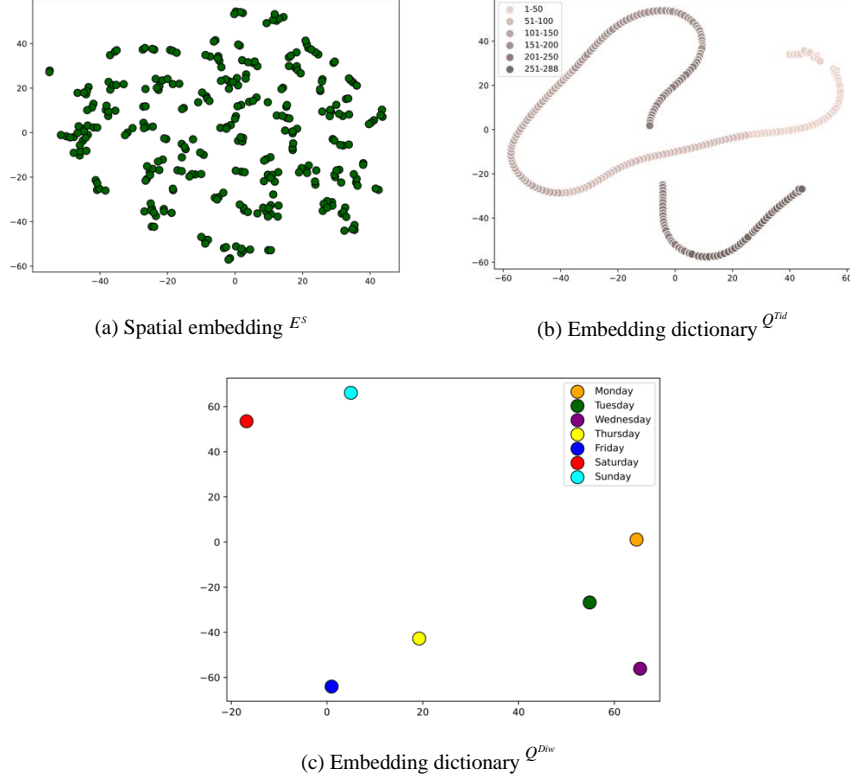 60
40
20
0
−20
−40
−60
−40 −20 0 20 40
1-50
51-100
101-150
151-200
201-250
251-288
40
20
0
−20
−40
−60
−60 −40 −20 0 20 40 60
(a) Spatial embedding E^S
(b) Embedding dictionary Q^Tid
Monday
Tuesday
Wednesday
Thursday
Friday
Saturday
Sunday
60
40
20
0
−20
−40
−60
−20 0 20 40 60
(c) Embedding dictionary Q^Diw